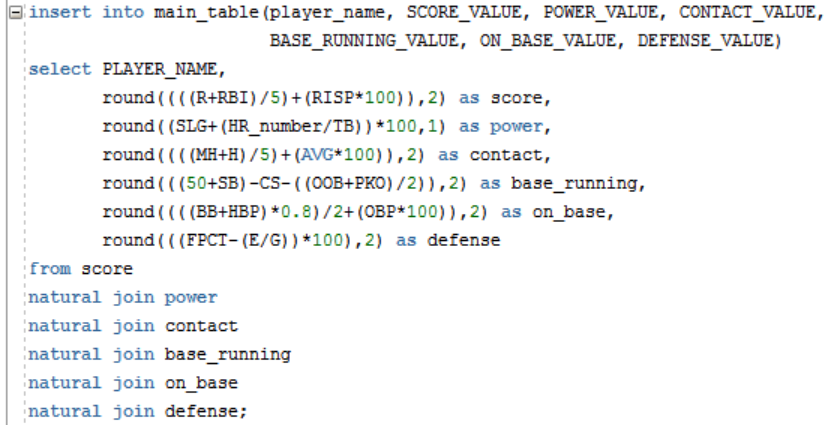 insert into main_table(player_name, SCORE_VALUE, POWER_VALUE, CONTACT_VALUE,
BASE_RUNNING_VALUE, ON_BASE_VALUE, DEFENSE_VALUE)
select PLAYER_NAME,
round((((R+RBI)/5)+(RISP*100)),2) as score,
round((SLG+(HR_number/TB))*100,1) as power,
round((((MH+H)/5)+(AVG*100)),2) as contact,
round(((50+SB)-CS-((OOB+PKO)/2)),2) as base_running,
round((((BB+HBP)*0.8)/2+(OBP*100)),2) as on_base,
round(((FPCT-(E/G))*100),2) as defense
from score
natural join power
natural join contact
natural join base_running
natural join on_base
natural join defense;